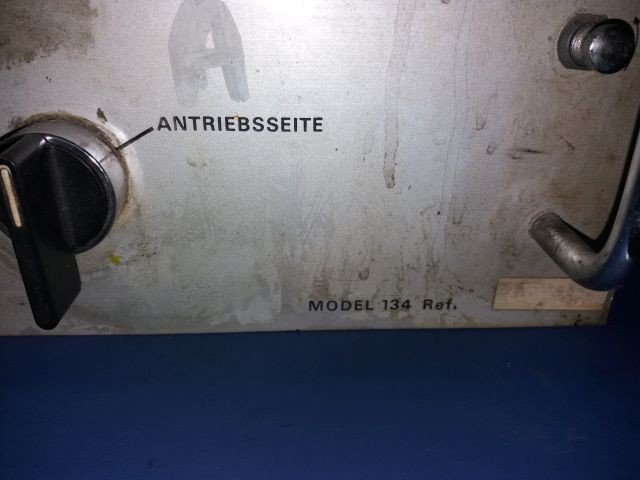 A
ANTRIEBSSEITE
MODEL 134 Ref.